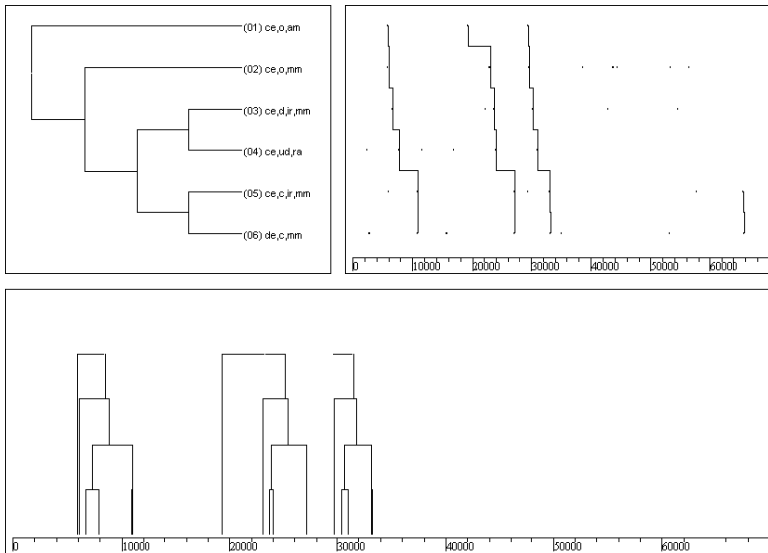 (01) ce,o,am
(02) ce,o,mm
(03) ce,d,ir,mm
(04) ce,ud,ra
(05) ce,c,ir,mm
(06) de,c,mm
0 10000 20000 30000 40000 50000 60000
0 10000 20000 30000 40000 50000 60000